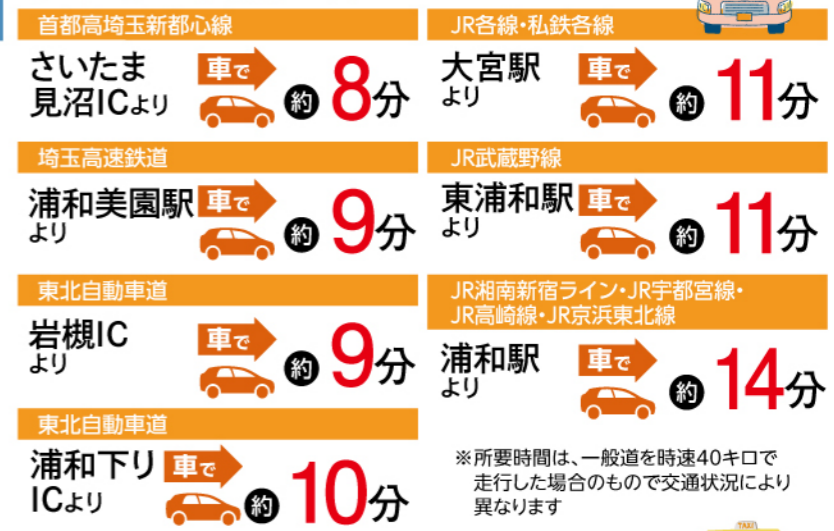 首都高埼玉新都心線
さいたま
見沼ICより
車で
約8分
埼玉高速鉄道
浦和美園駅
より
車で
約9分
東北自動車道
岩槻IC
より
車で
約9分
東北自動車道
浦和下り
ICより
車で
約10分
JR各線・私鉄各線
大宮駅
より
車で
約11分
JR武蔵野線
東浦和駅
より
車で
約11分
JR湘南新宿ライン・JR宇都宮線・
JR高崎線・JR京浜東北線
浦和駅
より
車で
約14分
※所要時間は、一般道を時速40キロで
走行した場合のもので交通状況により
異なります
TAXI